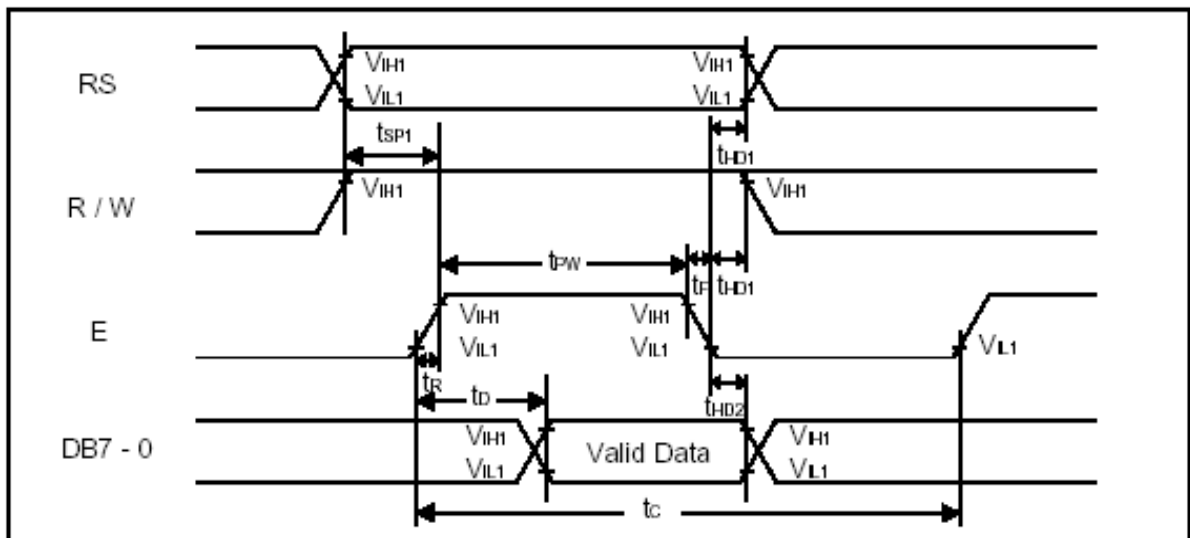 RS
VIH1 VIH1
VIL1 VIL1
tSP1
tHD1
R / W
VIH1 VIH1
tPW
tF tHD1
E
VIH1 VIH1
VIL1 VIL1 VIL1
tR tD
tHD2
DB7 - 0
VIH1 Valid Data VIH1
VIL1 VIL1
tC